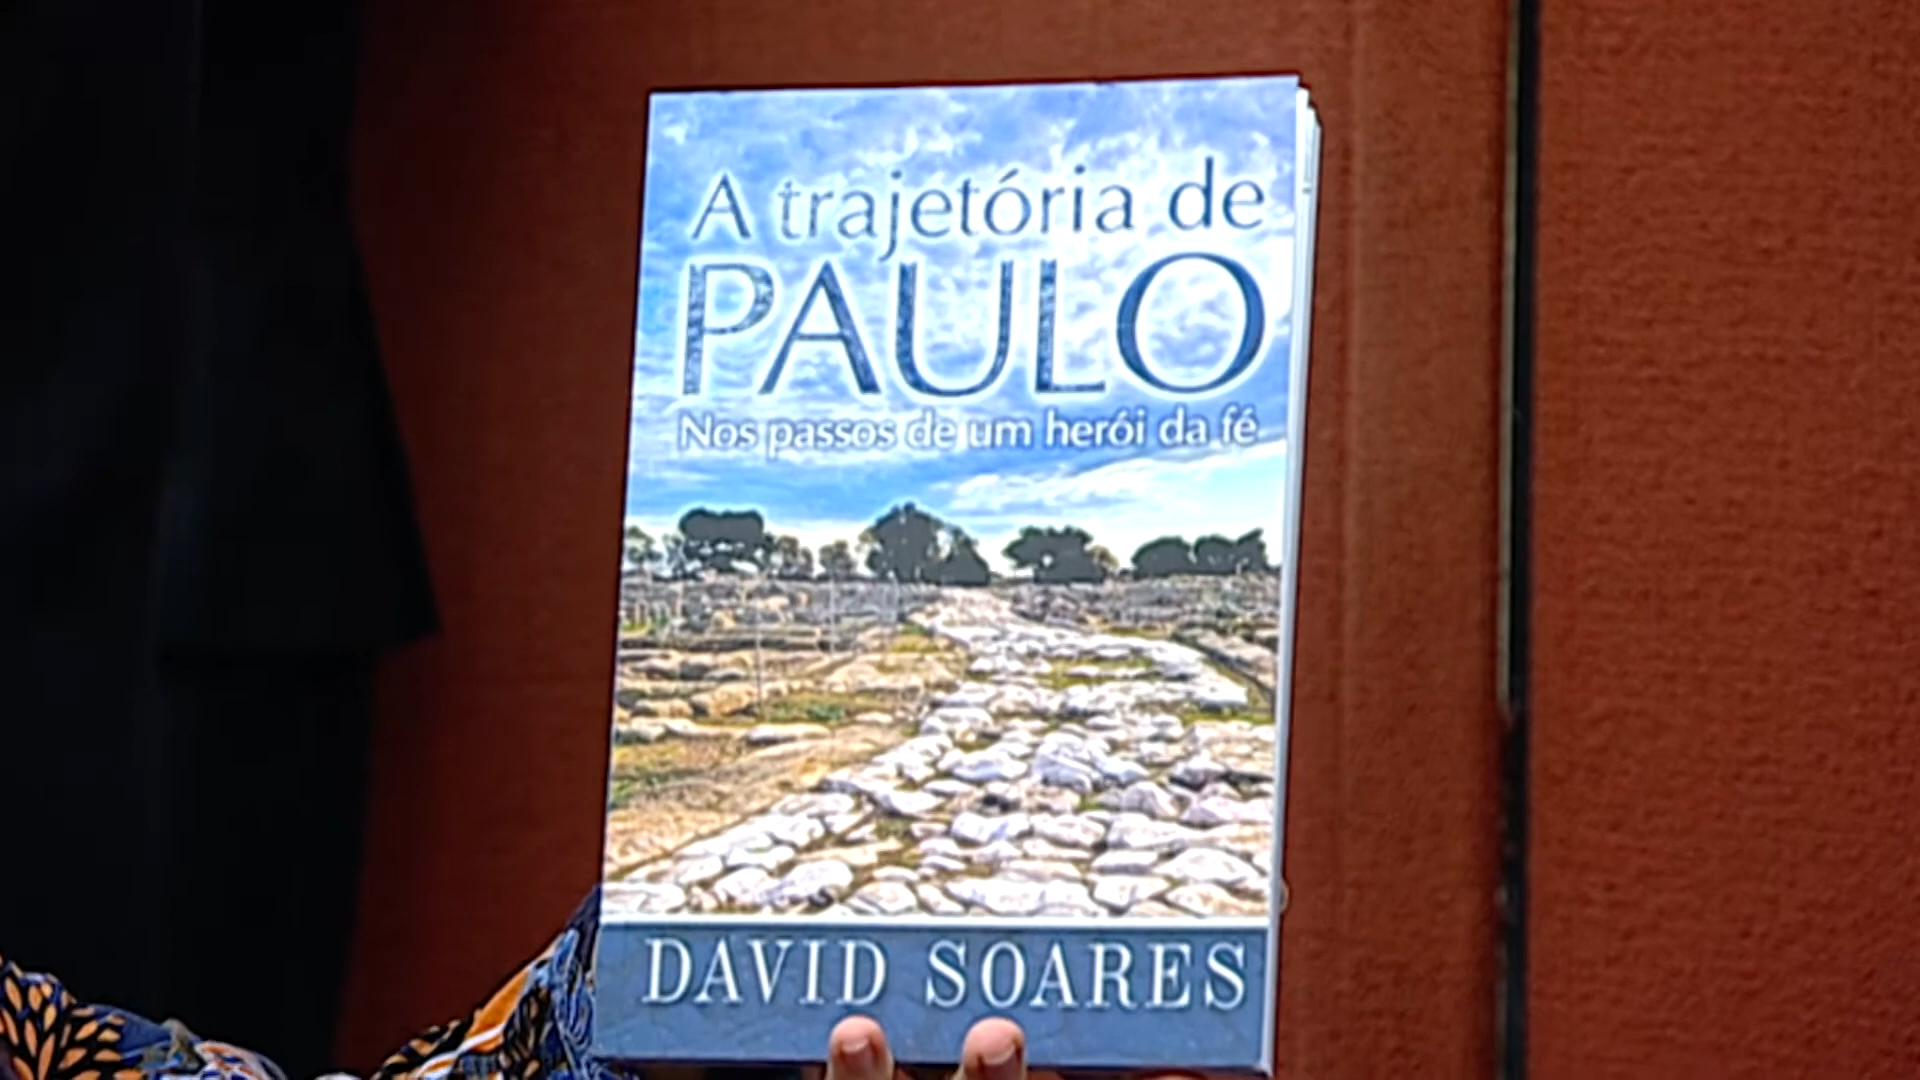 A trajetória de
PAULO
Nos passos de um herói da fé
DAVID SOARES